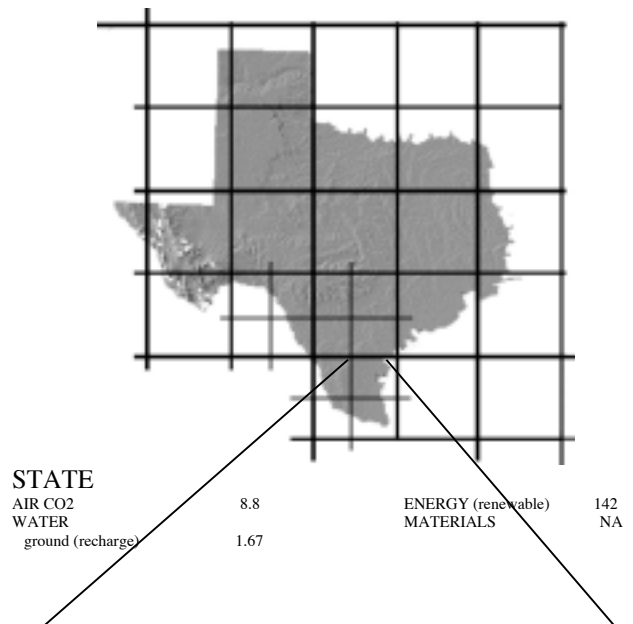 STATE
AIR CO2 8.8 ENERGY (renewable) 142
WATER MATERIALS NA
ground (recharge) 1.67